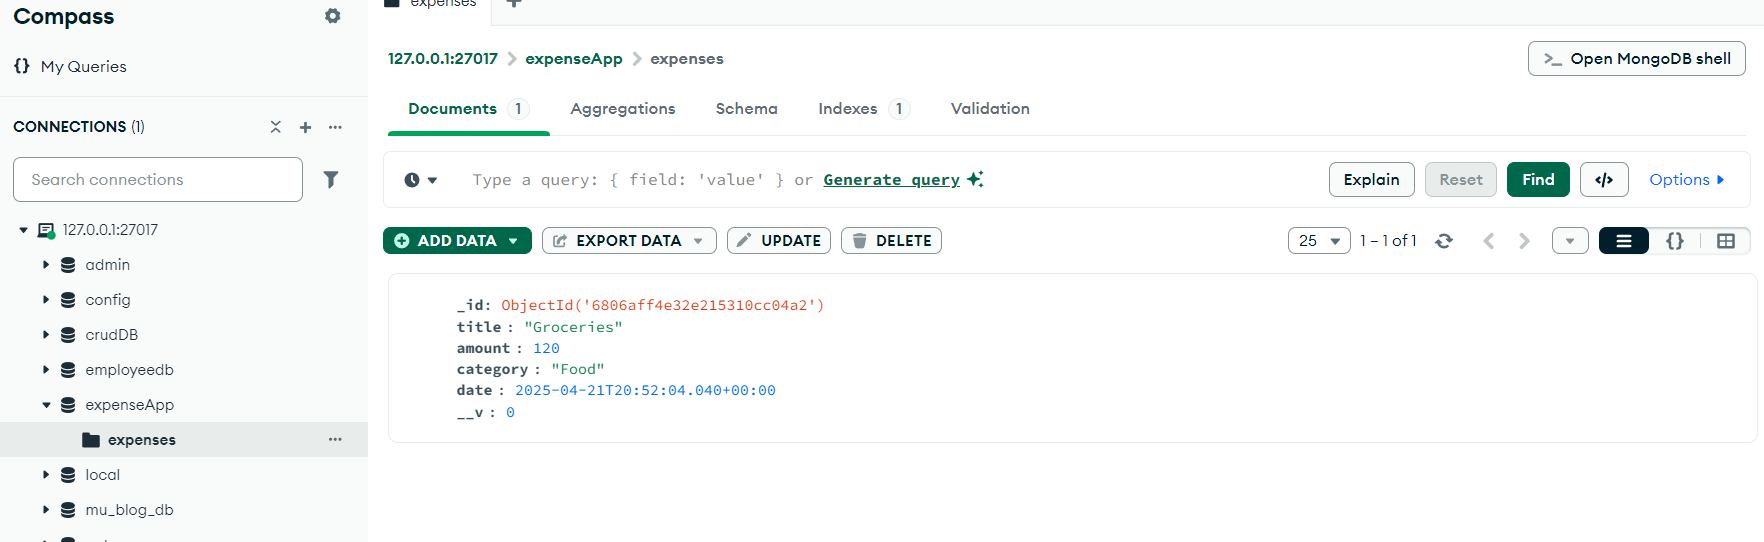 Compass
My Queries
CONNECTIONS (1)
Search connections
127.0.0.1:27017
admin
config
crudDB
employeedb
expenseApp
expenses
local
mu_blog_db
expenses
127.0.0.1:27017 > expenseApp > expenses
>_ Open MongoDB shell
Documents 1 Aggregations Schema Indexes 1 Validation
Type a query: { field: 'value' } or Generate query
Explain Reset Find </> Options
ADD DATA EXPORT DATA UPDATE DELETE
25 1 – 1 of 1 {}
_id: ObjectId('6806aff4e32e215310cc04a2')
title : "Groceries"
amount : 120
category : "Food"
date : 2025-04-21T20:52:04.040+00:00
__v : 0